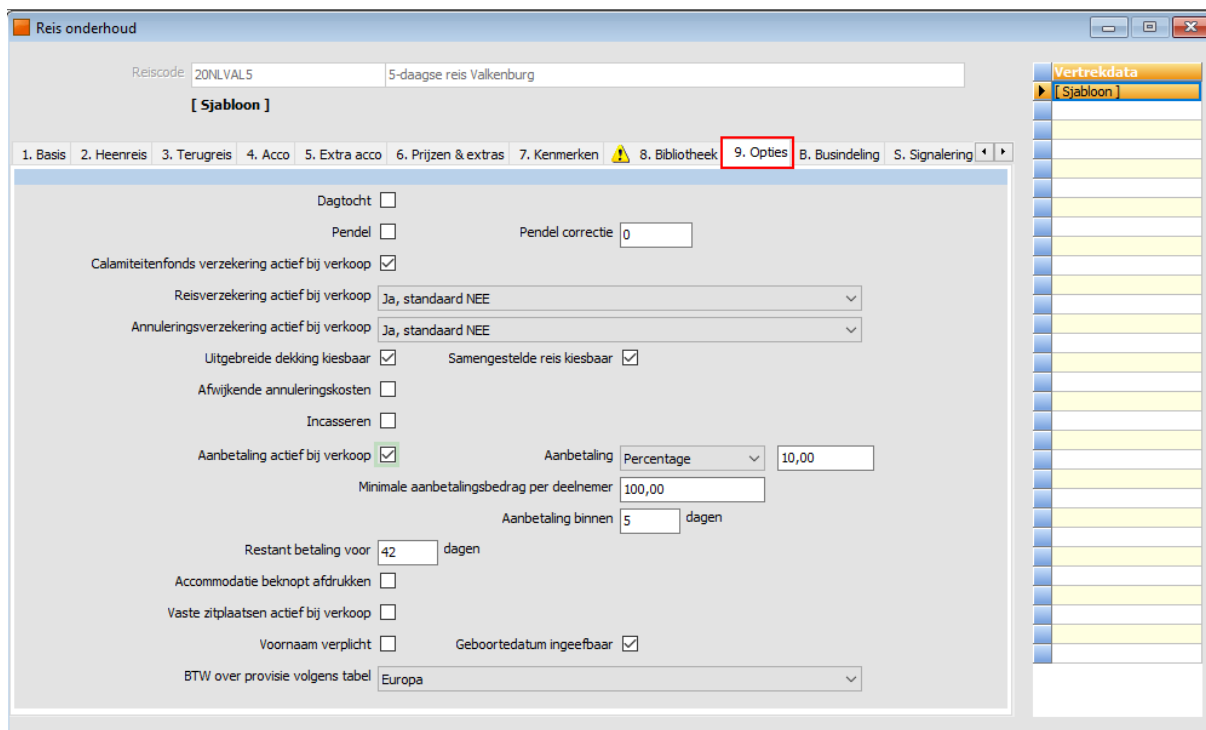 Reis onderhoud
Reiscode 20NLVAL5 5-daagse reis Valkenburg
[ Sjabloon ]
Vertrekdata
[ Sjabloon ]
1. Basis 2. Heenreis 3. Terugreis 4. Acco 5. Extra acco 6. Prijzen & extras 7. Kenmerken 8. Bibliotheek 9. Opties B. Busindeling S. Signalering
Dagtocht
Pendel Pendel correctie 0
Calamiteitenfonds verzekering actief bij verkoop
Reisverzekering actief bij verkoop Ja, standaard NEE
Annuleringsverzekering actief bij verkoop Ja, standaard NEE
Uitgebreide dekking kiesbaar Samengestelde reis kiesbaar
Afwijkende annuleringskosten
Incasseren
Aanbetaling actief bij verkoop Aanbetaling Percentage 10,00
Minimale aanbetalingsbedrag per deelnemer 100,00
Aanbetaling binnen 5 dagen
Restant betaling voor 42 dagen
Accommodatie beknopt afdrukken
Vaste zitplaatsen actief bij verkoop
Voornaam verplicht Geboortedatum ingeefbaar
BTW over provisie volgens tabel Europa